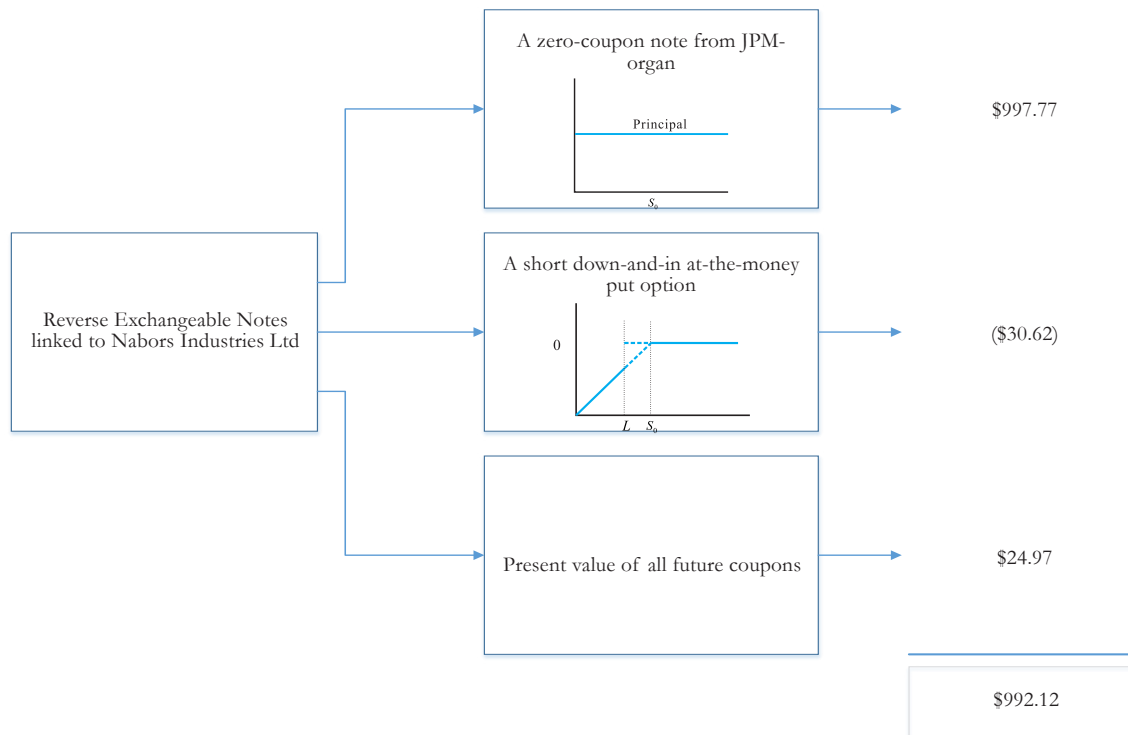 A zero-coupon note from JPM-
organ
Principal
S₀
$997.77
Reverse Exchangeable Notes
linked to Nabors Industries Ltd
A short down-and-in at-the-money
put option
0
L S₀
($30.62)
Present value of all future coupons
$24.97
$992.12